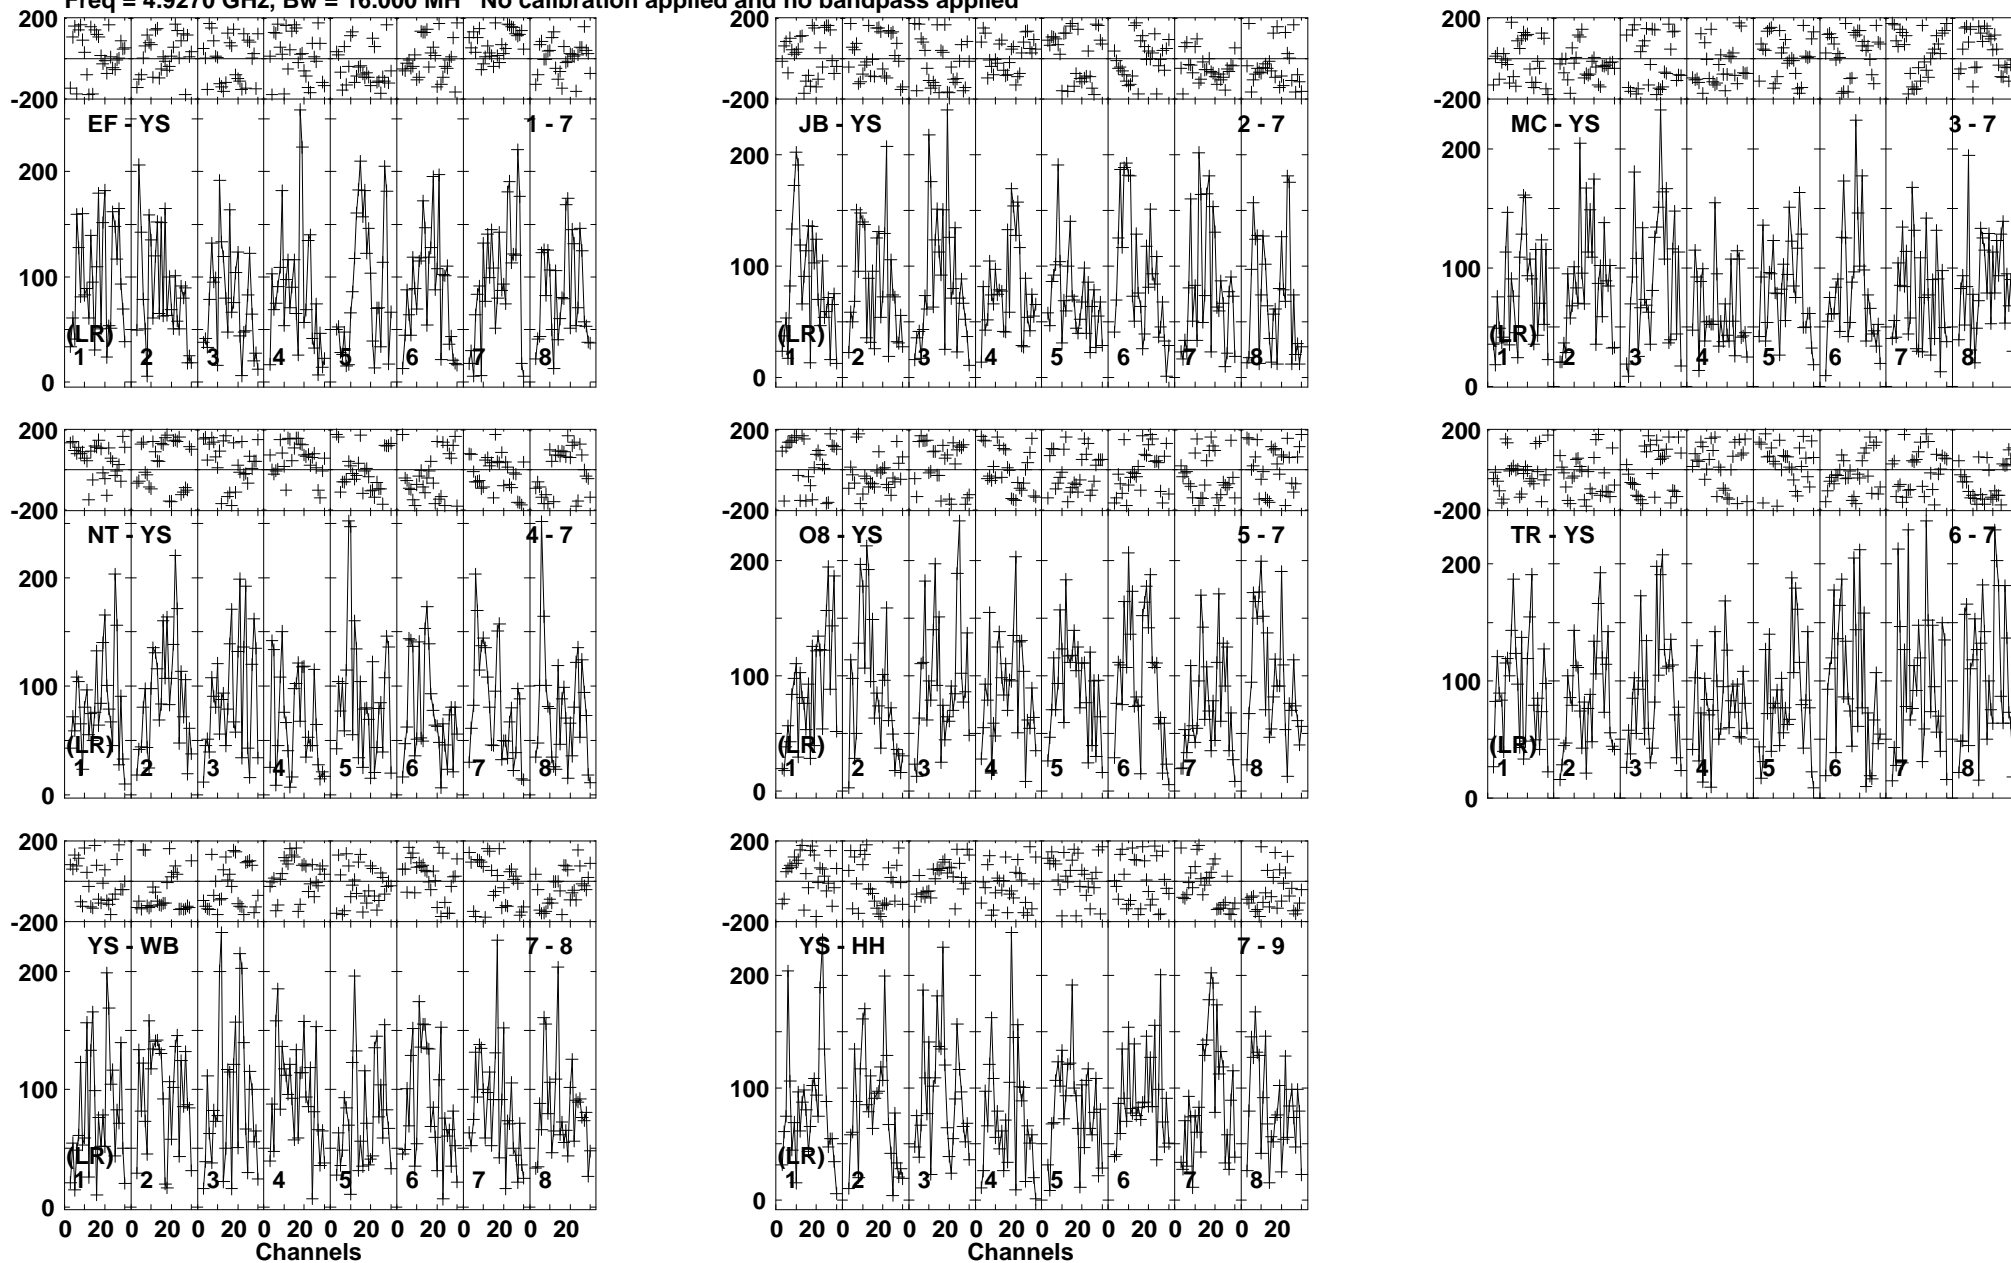 Freq = 4.9270 GHz, Bw = 16.000 MH No calibration applied and no bandpass applied
200
-200
EF - YS 1 - 7
200
100
0
(LR)
1 2 3 4 5 6 7 8
200
-200
JB - YS 2 - 7
200
100
0
(LR)
1 2 3 4 5 6 7 8
200
-200
MC - YS 3 - 7
200
100
0
(LR)
1 2 3 4 5 6 7 8
200
-200
NT - YS 4 - 7
200
100
0
(LR)
1 2 3 4 5 6 7 8
200
-200
O8 - YS 5 - 7
200
100
0
(LR)
1 2 3 4 5 6 7 8
200
-200
TR - YS 6 - 7
200
100
0
(LR)
1 2 3 4 5 6 7 8
200
-200
YS - WB 7 - 8
200
100
0
(LR)
1 2 3 4 5 6 7 8
0 20 0 20 0 20 0 20 0 20 0 20 0 20 0 20
Channels
200
-200
YS - HH 7 - 9
200
100
0
(LR)
1 2 3 4 5 6 7 8
0 20 0 20 0 20 0 20 0 20 0 20 0 20 0 20
Channels